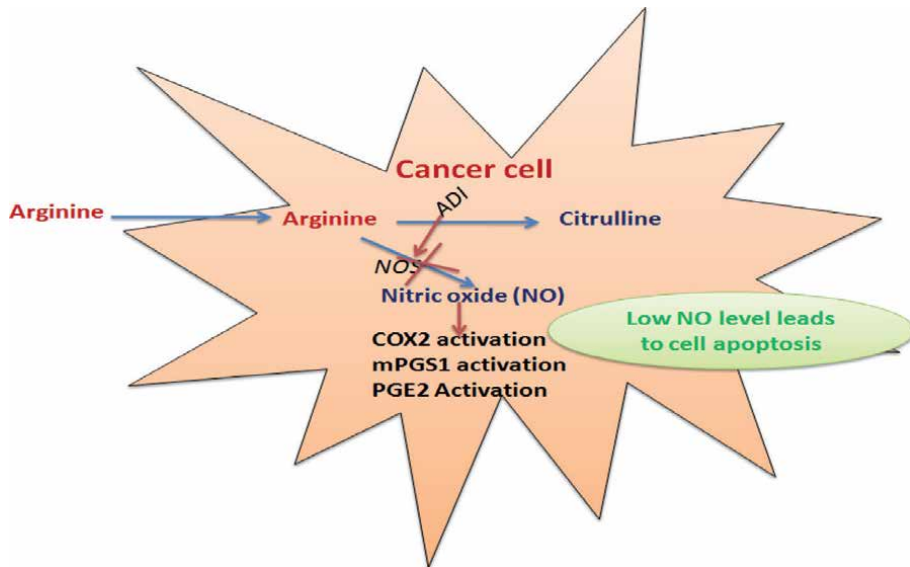 Cancer cell
ADI
Arginine
Arginine
Citrulline
NOS
Nitric oxide (NO)
COX2 activation
mPGS1 activation
PGE2 Activation
Low NO level leads
to cell apoptosis